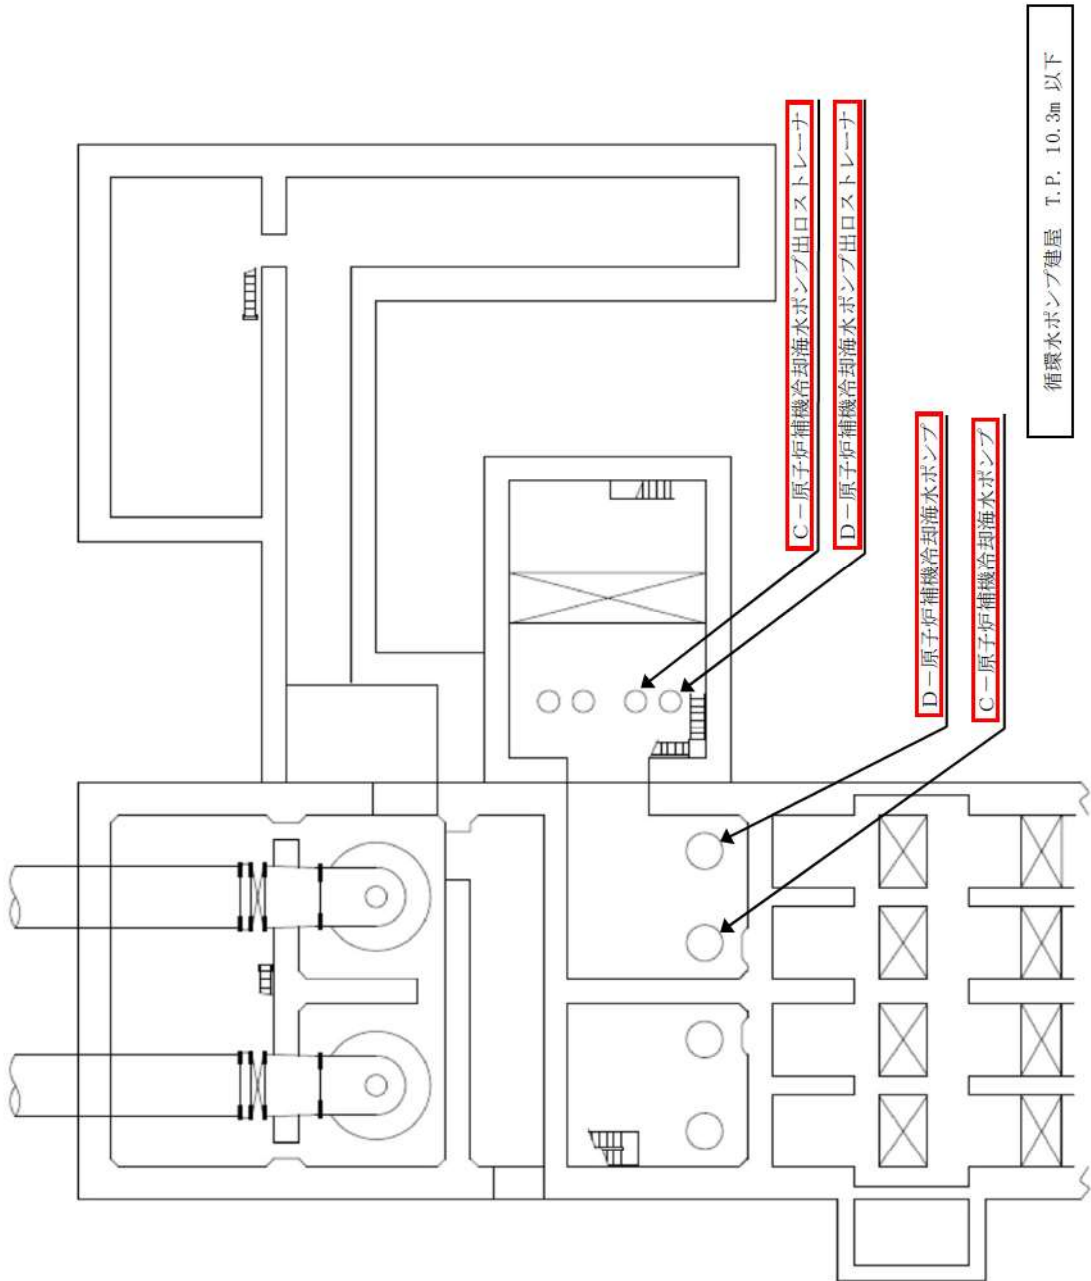 C－原子炉補機冷却海水ポンプ出口ストレーナ
D－原子炉補機冷却海水ポンプ出口ストレーナ
D－原子炉補機冷却海水ポンプ
C－原子炉補機冷却海水ポンプ
循環水ポンプ建屋 T.P. 10.3m 以下